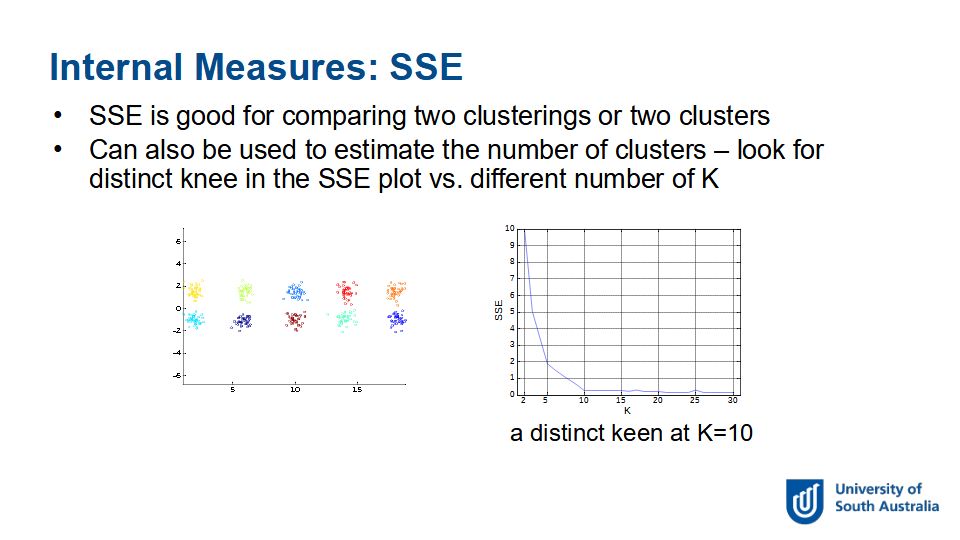 Internal Measures: SSE
• SSE is good for comparing two clusterings or two clusters
• Can also be used to estimate the number of clusters – look for
distinct knee in the SSE plot vs. different number of K
6
4
2
0
-2
-4
-6
5 10 15
10
9
8
7
6
5
4
3
2
1
0
SSE
2 5 10 15 20 25 30
K
a distinct keen at K=10
University of
South Australia